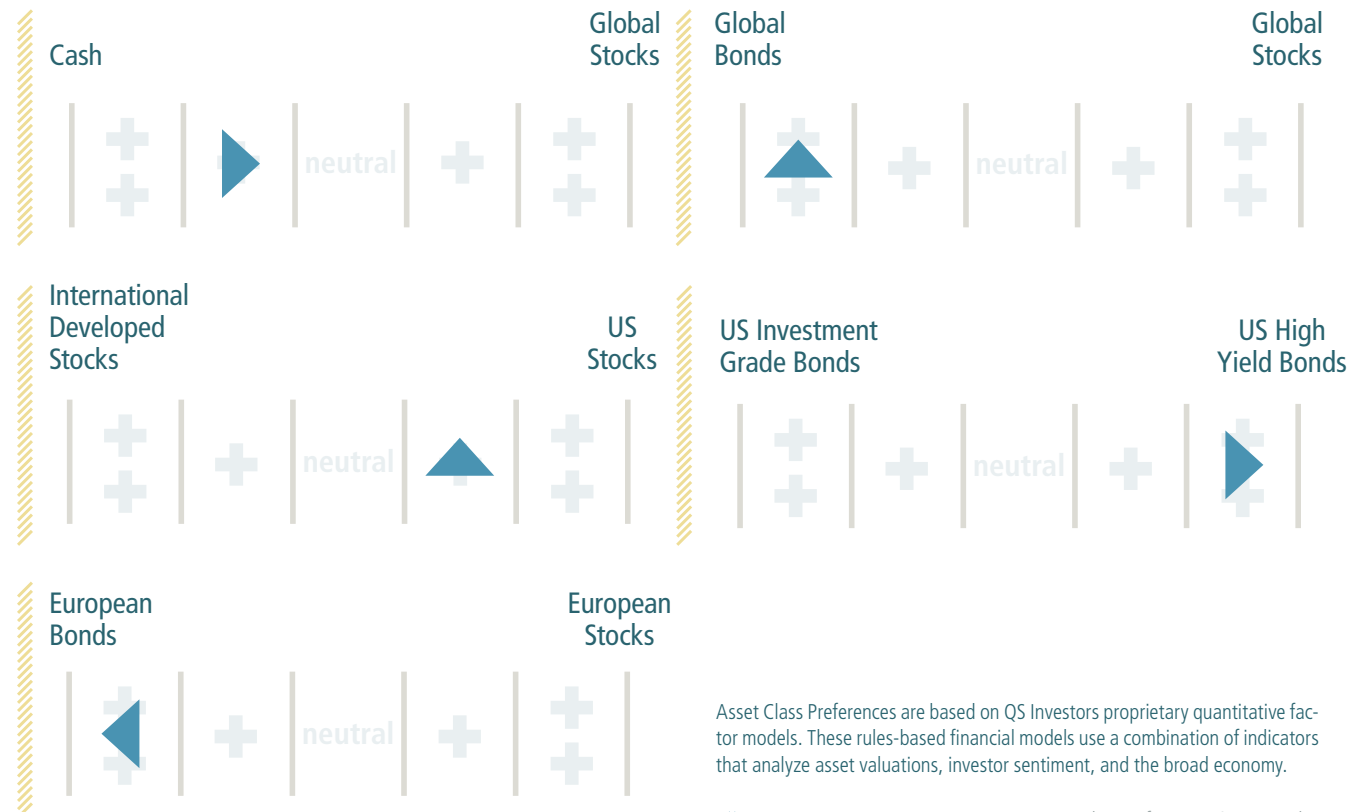 Cash
Global
Stocks
neutral
Global
Bonds
Global
Stocks
neutral
International
Developed
Stocks
US
Stocks
neutral
US Investment
Grade Bonds
US High
Yield Bonds
neutral
European
Bonds
European
Stocks
neutral
Asset Class Preferences are based on QS Investors proprietary quantitative fac-
tor models. These rules-based financial models use a combination of indicators
that analyze asset valuations, investor sentiment, and the broad economy.